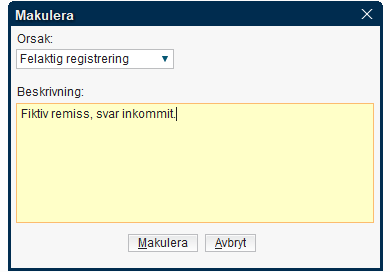 Makulera
Orsak:
Felaktig registrering
Beskrivning:
Fiktiv remiss, svar inkommit.
Makulera Avbryt